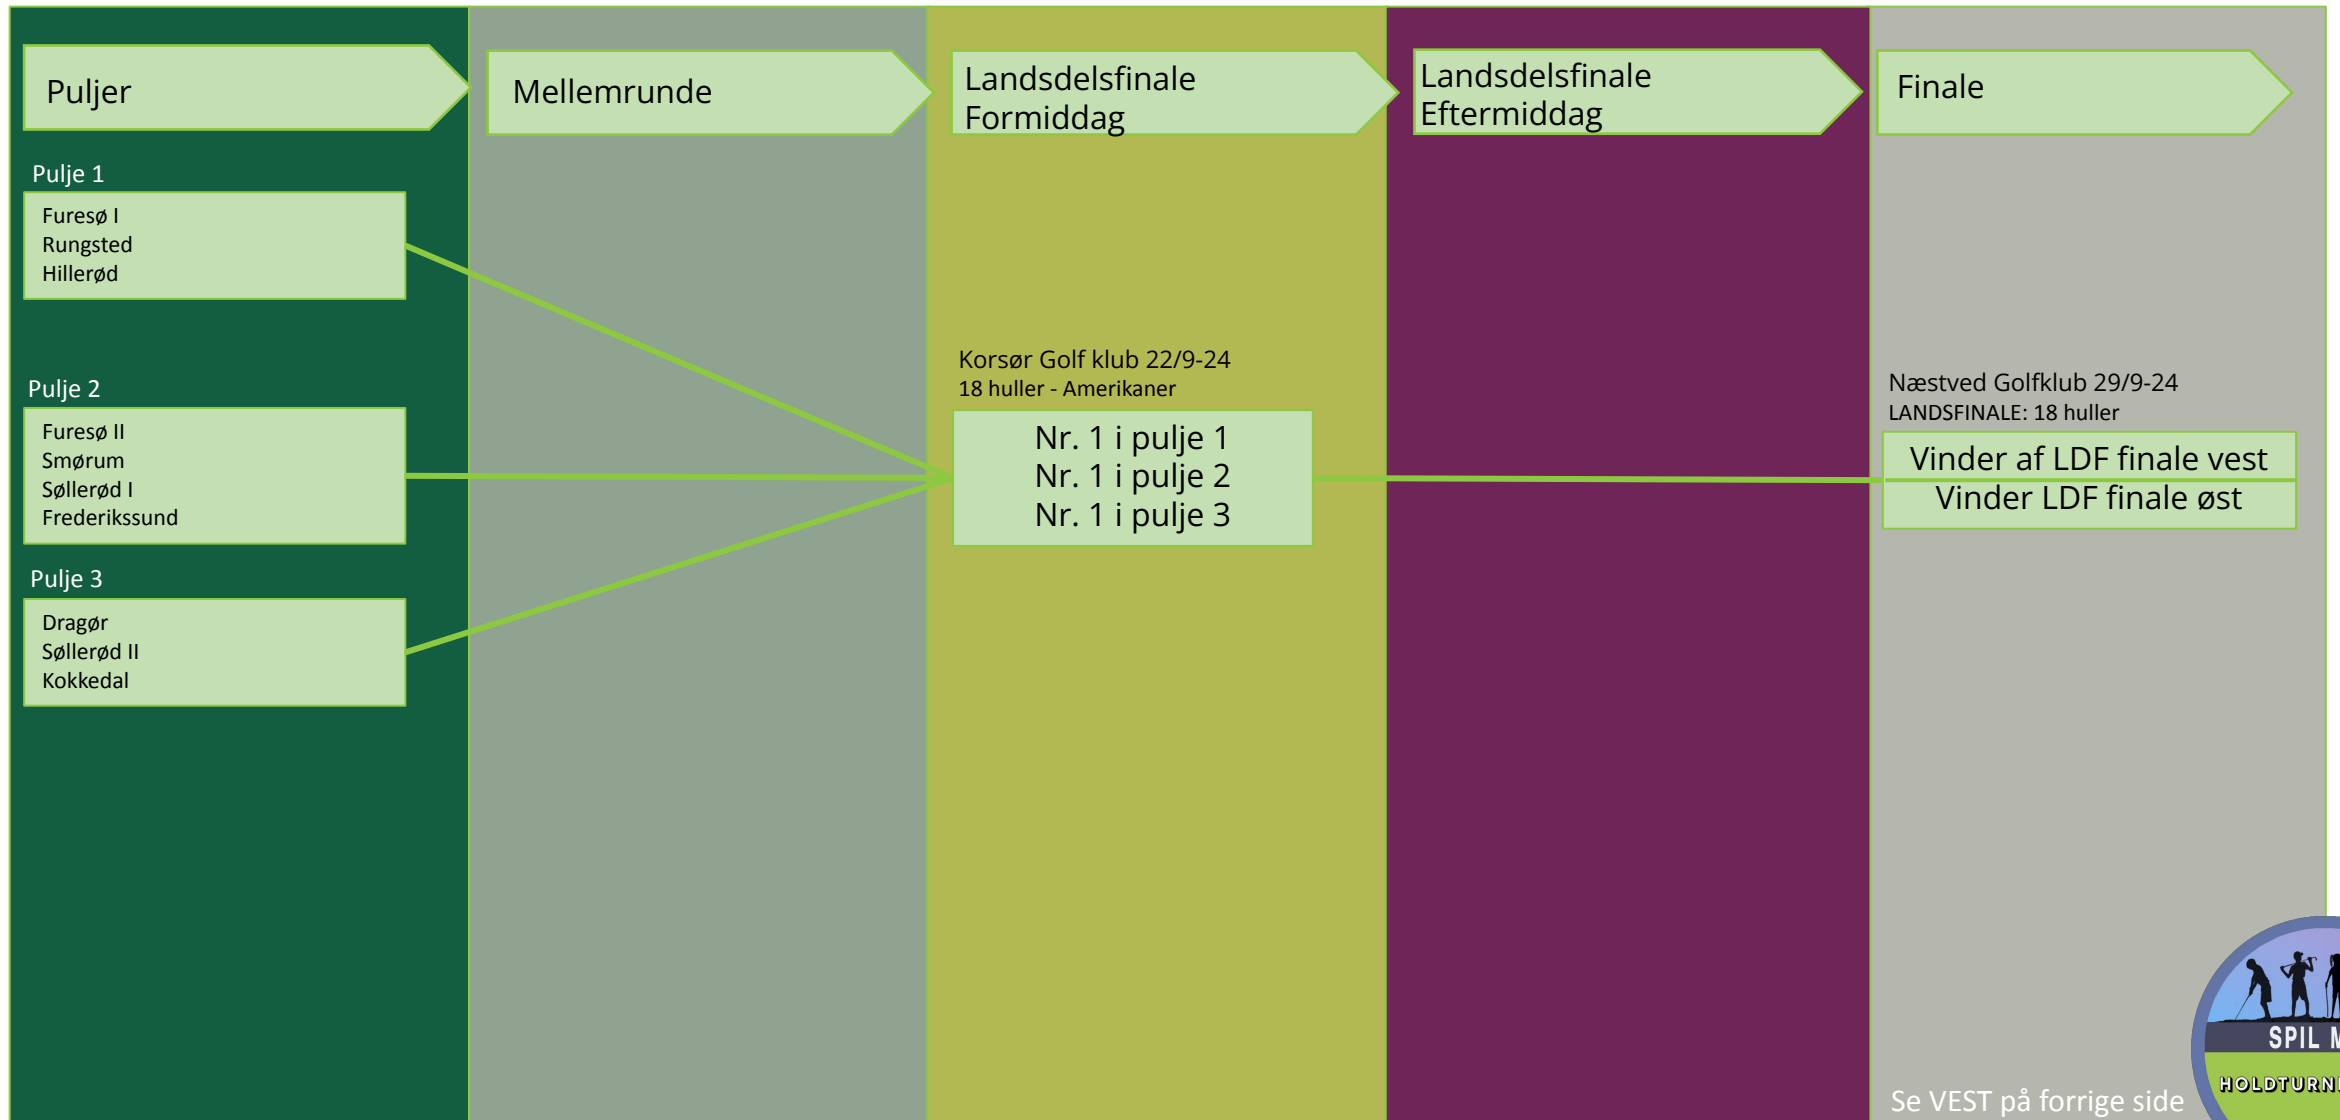 Puljer
Mellemrunde
Landsdelsfinale
Formiddag
Landsdelsfinale
Eftermiddag
Finale
Pulje 1
Furesø I
Rungsted
Hillerød
Pulje 2
Furesø II
Smørum
Søllerød I
Frederikssund
Pulje 3
Dragør
Søllerød II
Kokkedal
Korsør Golf klub 22/9-24
18 huller - Amerikaner
Nr. 1 i pulje 1
Nr. 1 i pulje 2
Nr. 1 i pulje 3
Næstved Golfklub 29/9-24
LANDSFINALE: 18 huller
Vinder af LDF finale vest
Vinder LDF finale øst
SPIL
Se VEST på forrige side